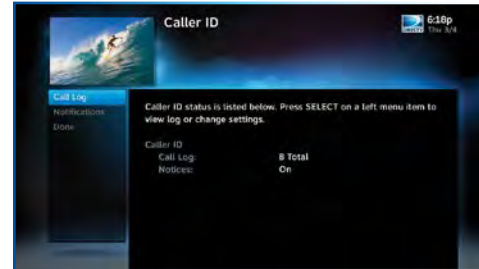 Caller ID
6:18p
Thu 3/4
Call Log
Notifications
Done
Caller ID status is listed below. Press SELECT on a left menu item to
view log or change settings.
Caller ID
Call Log: 8 Total
Notices: On